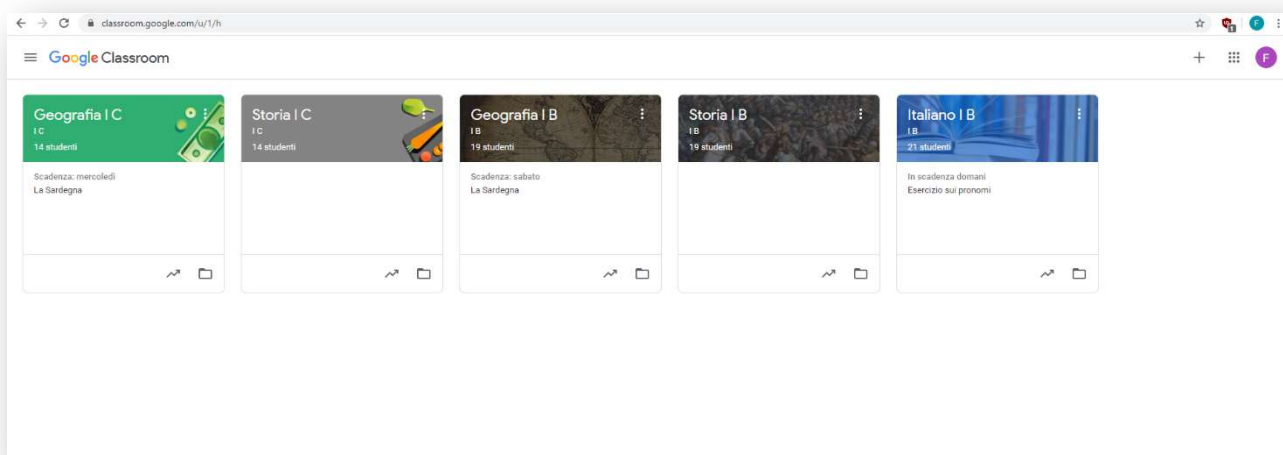 classroom.google.com/u/1/h
F
Google Classroom
F
Geografia I C
I C
14 studenti
Scadenza: mercoledì
La Sardegna
Storia I C
I C
14 studenti
Geografia I B
I B
19 studenti
Scadenza: sabato
La Sardegna
Storia I B
I B
19 studenti
Italiano I B
I B
21 studenti
In scadenza domani
Esercizio sui pronomi